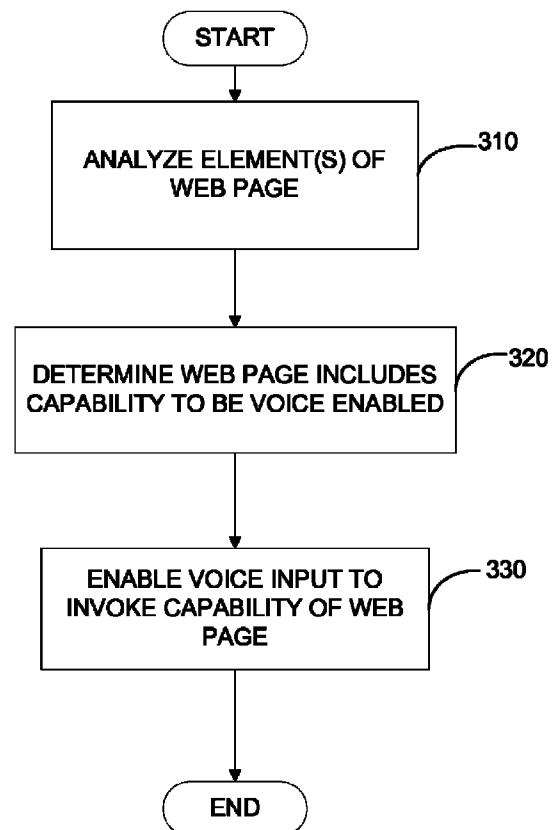 START
ANALYZE ELEMENT(S) OF
WEB PAGE
310
DETERMINE WEB PAGE INCLUDES
CAPABILITY TO BE VOICE ENABLED
320
ENABLE VOICE INPUT TO
INVOKE CAPABILITY OF WEB
PAGE
330
END